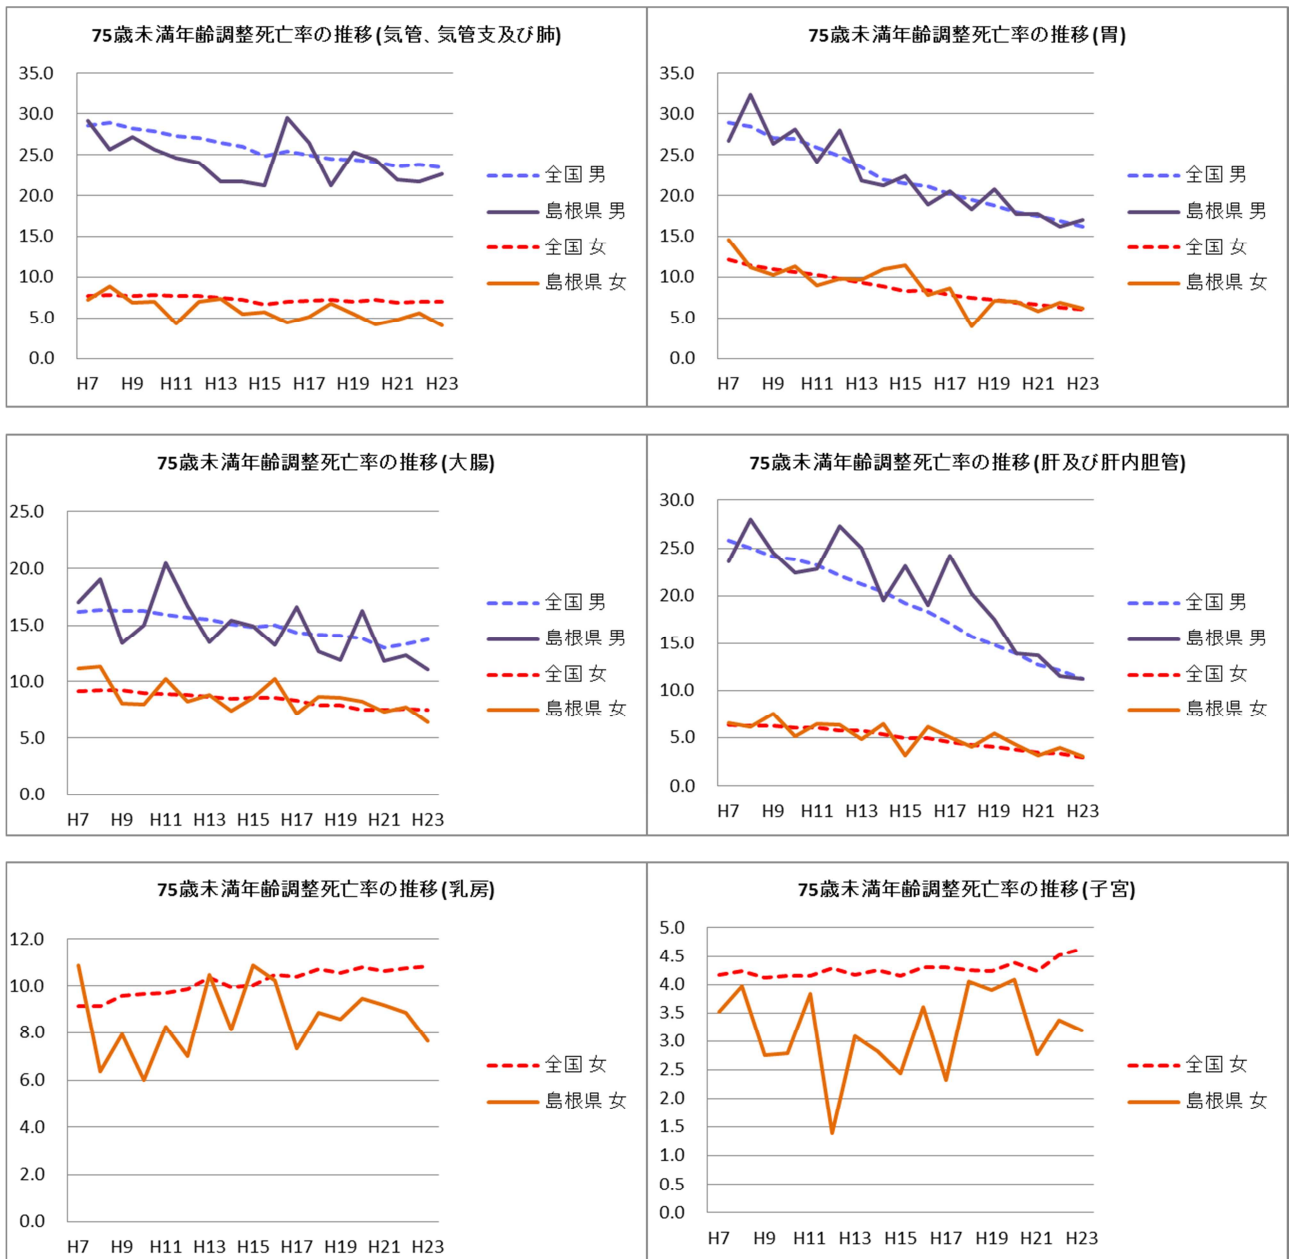 75歳未満年齢調整死亡率の推移(気管、気管支及び肺)
35.0
30.0
25.0
20.0
15.0
10.0
5.0
0.0
H7 H9 H11 H13 H15 H17 H19 H21 H23
全国 男
島根県 男
全国 女
島根県 女
75歳未満年齢調整死亡率の推移(胃)
35.0
30.0
25.0
20.0
15.0
10.0
5.0
0.0
H7 H9 H11 H13 H15 H17 H19 H21 H23
全国 男
島根県 男
全国 女
島根県 女
75歳未満年齢調整死亡率の推移(大腸)
25.0
20.0
15.0
10.0
5.0
0.0
H7 H9 H11 H13 H15 H17 H19 H21 H23
全国 男
島根県 男
全国 女
島根県 女
75歳未満年齢調整死亡率の推移(肝及び肝内胆管)
30.0
25.0
20.0
15.0
10.0
5.0
0.0
H7 H9 H11 H13 H15 H17 H19 H21 H23
全国 男
島根県 男
全国 女
島根県 女
75歳未満年齢調整死亡率の推移(乳房)
12.0
10.0
8.0
6.0
4.0
2.0
0.0
H7 H9 H11 H13 H15 H17 H19 H21 H23
全国 女
島根県 女
75歳未満年齢調整死亡率の推移(子宮)
5.0
4.5
4.0
3.5
3.0
2.5
2.0
1.5
1.0
0.5
0.0
H7 H9 H11 H13 H15 H17 H19 H21 H23
全国 女
島根県 女